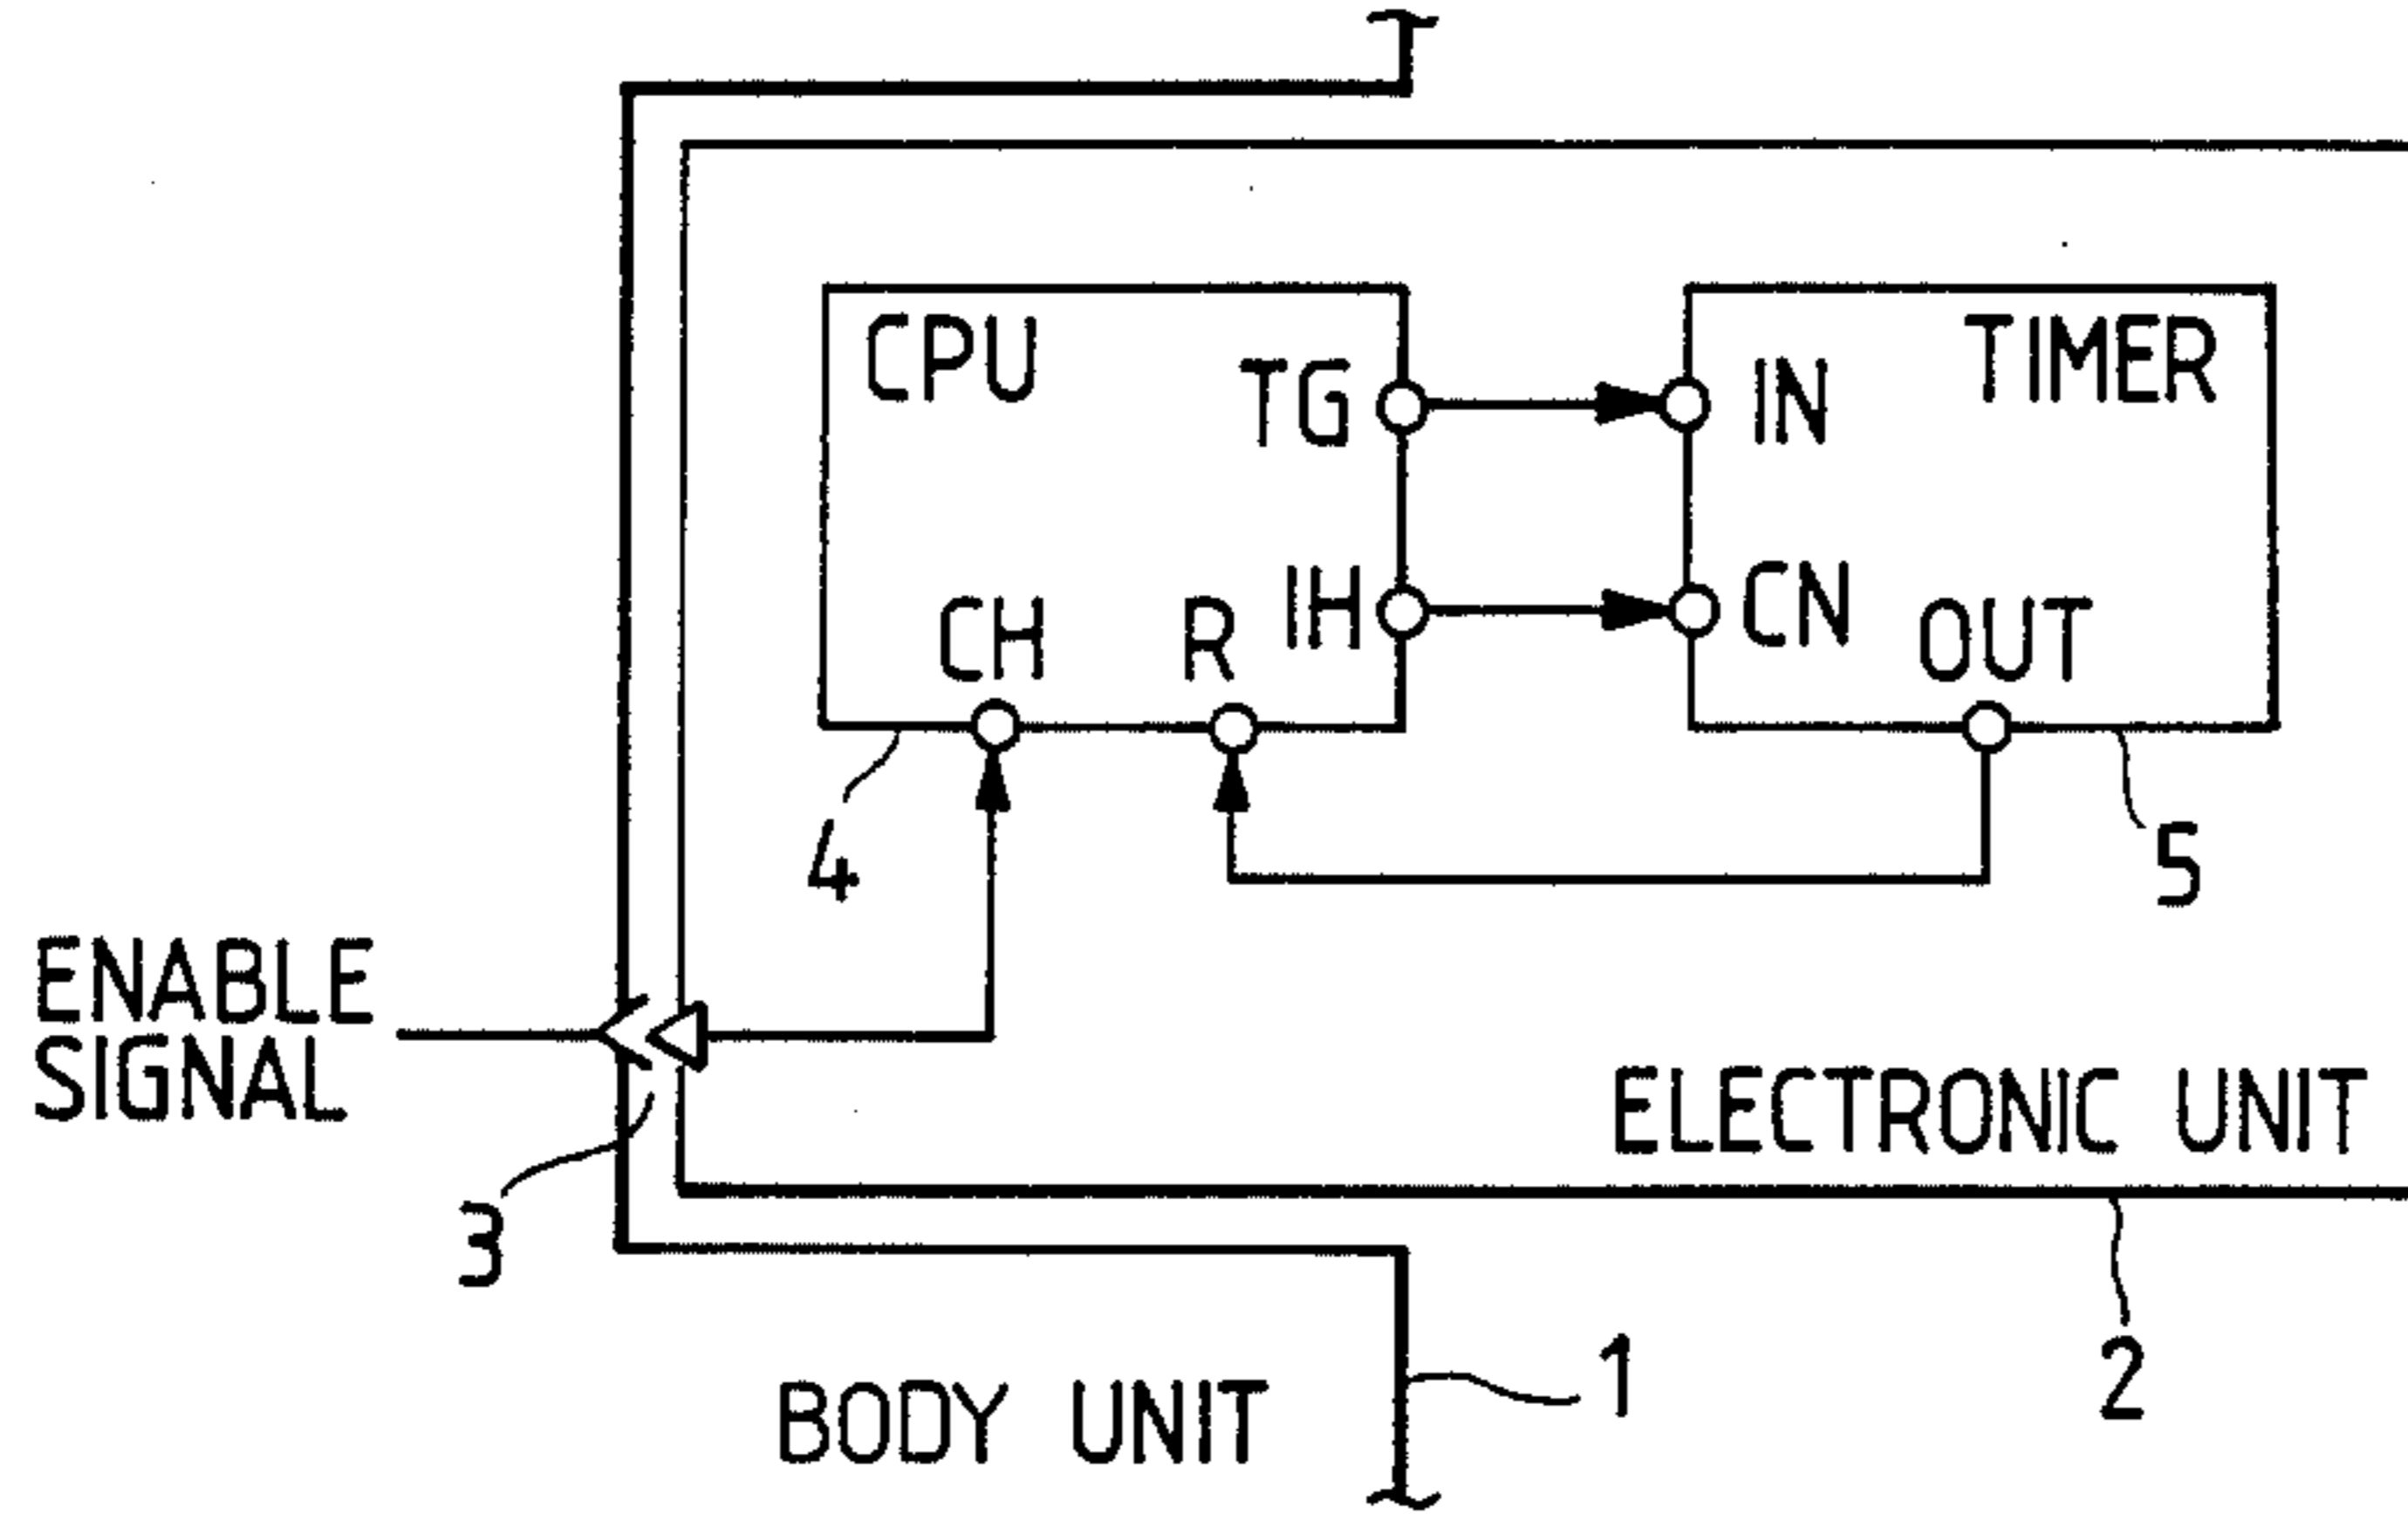 CPU
TIMER
TG
IN
IH
CN
CH
R
OUT
4
5
ENABLE
SIGNAL
ELECTRONIC UNIT
3
BODY UNIT
1
2